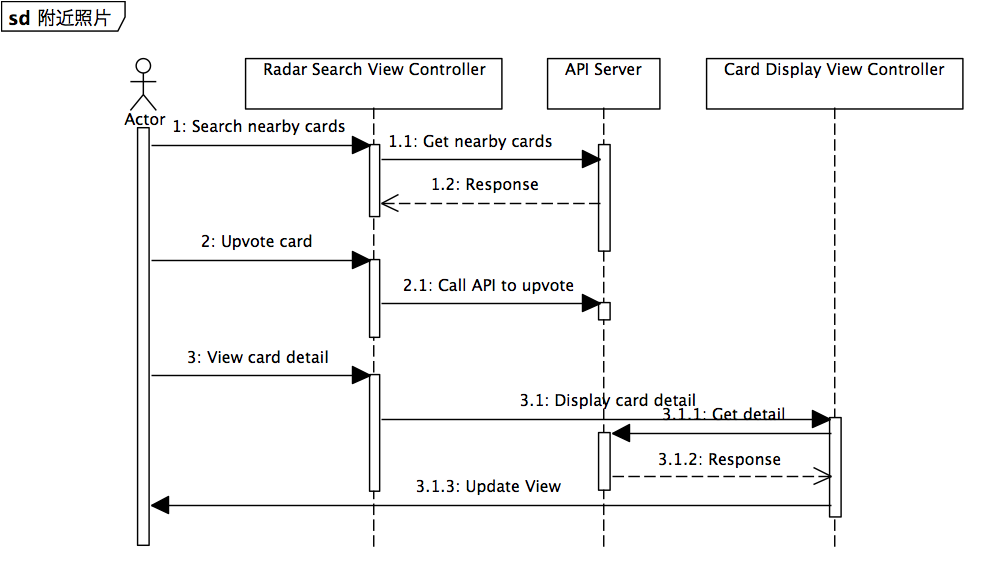 sd 附近照片
Radar Search View Controller
API Server
Card Display View Controller
Actor
1: Search nearby cards
1.1: Get nearby cards
1.2: Response
2: Upvote card
2.1: Call API to upvote
3: View card detail
3.1: Display card detail
3.1.1: Get detail
3.1.2: Response
3.1.3: Update View